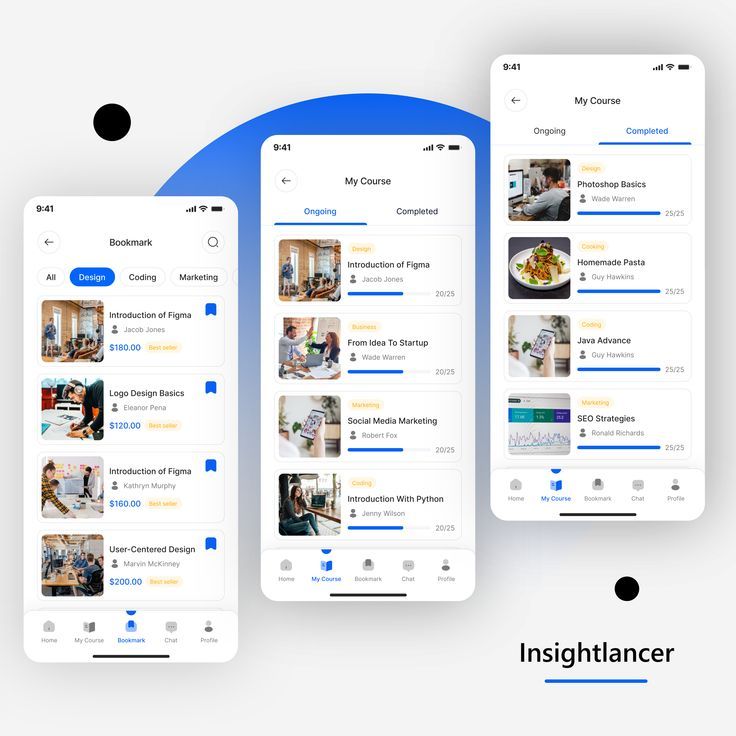 9:41
Bookmark
All Design Coding Marketing
Introduction of Figma
Jacob Jones
$180.00 Best seller
Logo Design Basics
Eleanor Pena
$120.00 Best seller
Introduction of Figma
Kathryn Murphy
$160.00 Best seller
User-Centered Design
Marvin McKinney
$200.00 Best seller
Home My Course Bookmark Chat Profile
9:41
My Course
Ongoing Completed
Design
Introduction of Figma
Jacob Jones
20/25
Business
From Idea To Startup
Wade Warren
20/25
Marketing
Social Media Marketing
Robert Fox
20/25
Coding
Introduction With Python
Jenny Wilson
20/25
Home My Course Bookmark Chat Profile
9:41
My Course
Ongoing Completed
Design
Photoshop Basics
Wade Warren
25/25
Cooking
Homemade Pasta
Guy Hawkins
25/25
Coding
Java Advance
Guy Hawkins
25/25
Marketing
SEO Strategies
Ronald Richards
25/25
Home My Course Bookmark Chat Profile
Insightlancer